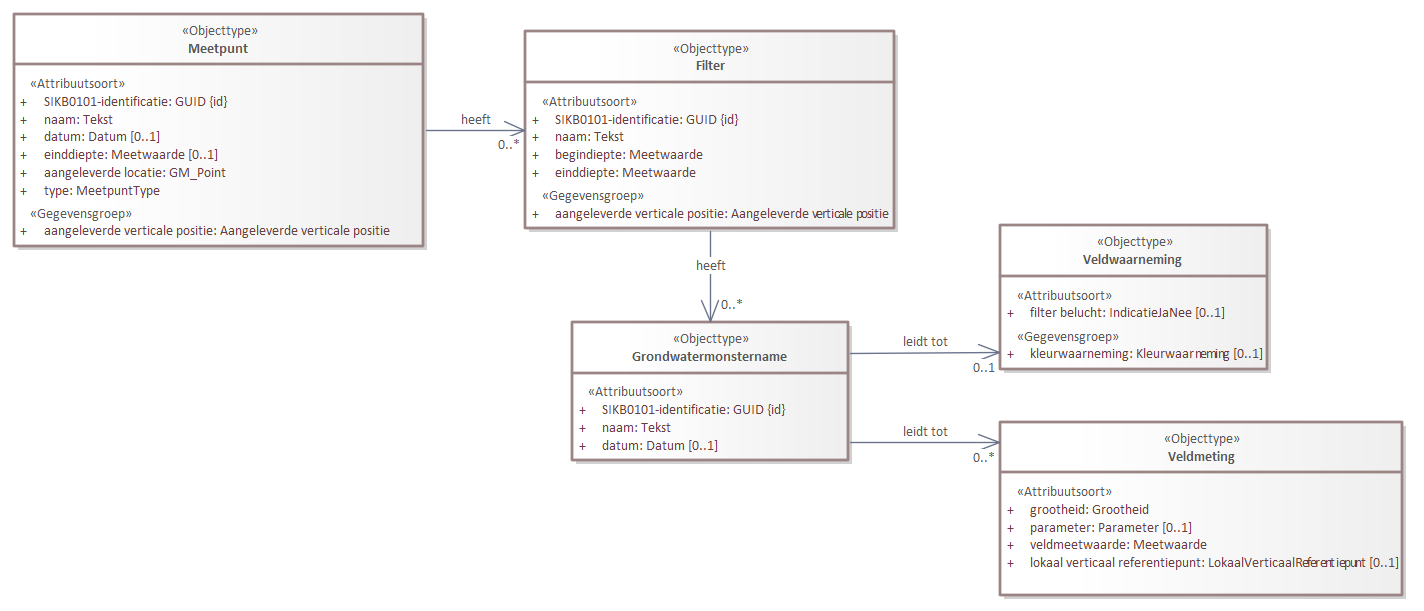 «Objecttype»
Meetpunt
«Attribuutsoort»
+ SIKB0101-identificatie: GUID {id}
+ naam: Tekst
+ datum: Datum [0..1]
+ einddiepte: Meetwaarde [0..1]
+ aangeleverde locatie: GM_Point
+ type: MeetpuntType
«Gegevensgroep»
+ aangeleverde verticale positie: Aangeleverde verticale positie
heeft
0..*
«Objecttype»
Filter
«Attribuutsoort»
+ SIKB0101-identificatie: GUID {id}
+ naam: Tekst
+ begindiepte: Meetwaarde
+ einddiepte: Meetwaarde
«Gegevensgroep»
+ aangeleverde verticale positie: Aangeleverde verticale positie
heeft
0..*
«Objecttype»
Grondwatermonstername
«Attribuutsoort»
+ SIKB0101-identificatie: GUID {id}
+ naam: Tekst
+ datum: Datum [0..1]
leidt tot
0..1
«Objecttype»
Veldwaarneming
«Attribuutsoort»
+ filter belucht: IndicatieJaNee [0..1]
«Gegevensgroep»
+ kleurwaarneming: Kleurwaarneming [0..1]
leidt tot
0..*
«Objecttype»
Veldmeting
«Attribuutsoort»
+ grootheid: Grootheid
+ parameter: Parameter [0..1]
+ veldmeetwaarde: Meetwaarde
+ lokaal verticaal referentiepunt: LokaalVerticaalReferentiepunt [0..1]